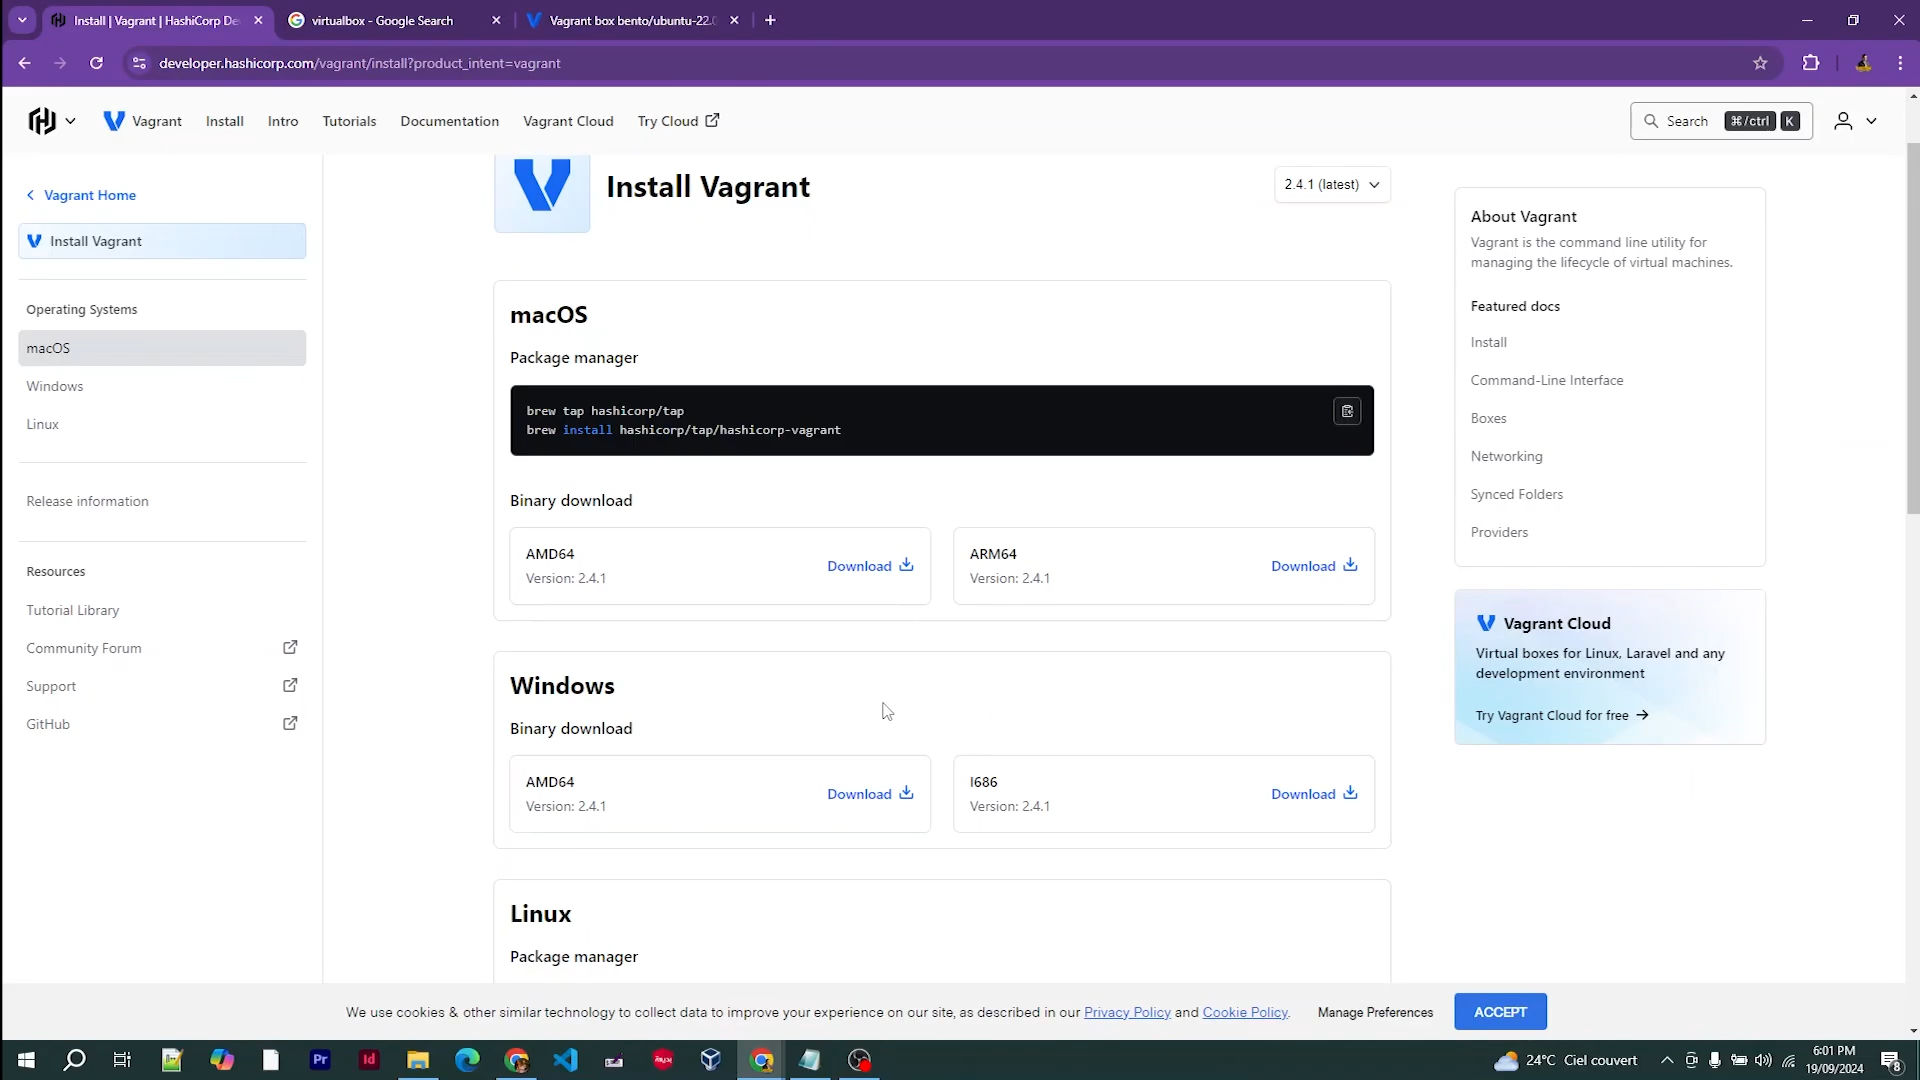 Install | Vagrant | HashiCorp De
virtualbox - Google Search
Vagrant box bento/ubuntu-22.0
developer.hashicorp.com/vagrant/install?product_intent=vagrant
Vagrant
Install
Intro
Tutorials
Documentation
Vagrant Cloud
Try Cloud
Search
⌘/ctrl
K
Vagrant Home
Install Vagrant
Operating Systems
macOS
Windows
Linux
Release information
Resources
Tutorial Library
Community Forum
Support
GitHub
Install Vagrant
2.4.1 (latest)
macOS
Package manager
brew tap hashicorp/tap
brew install hashicorp/tap/hashicorp-vagrant
Binary download
AMD64
Version: 2.4.1
Download
ARM64
Version: 2.4.1
Download
Windows
Binary download
AMD64
Version: 2.4.1
Download
I686
Version: 2.4.1
Download
Linux
Package manager
About Vagrant
Vagrant is the command line utility for
managing the lifecycle of virtual machines.
Featured docs
Install
Command-Line Interface
Boxes
Networking
Synced Folders
Providers
Vagrant Cloud
Virtual boxes for Linux, Laravel and any
development environment
Try Vagrant Cloud for free
We use cookies & other similar technology to collect data to improve your experience on our site, as described in our Privacy Policy and Cookie Policy.
Manage Preferences
ACCEPT
Pr
Id
24°C Ciel couvert
6:01 PM
19/09/2024
8